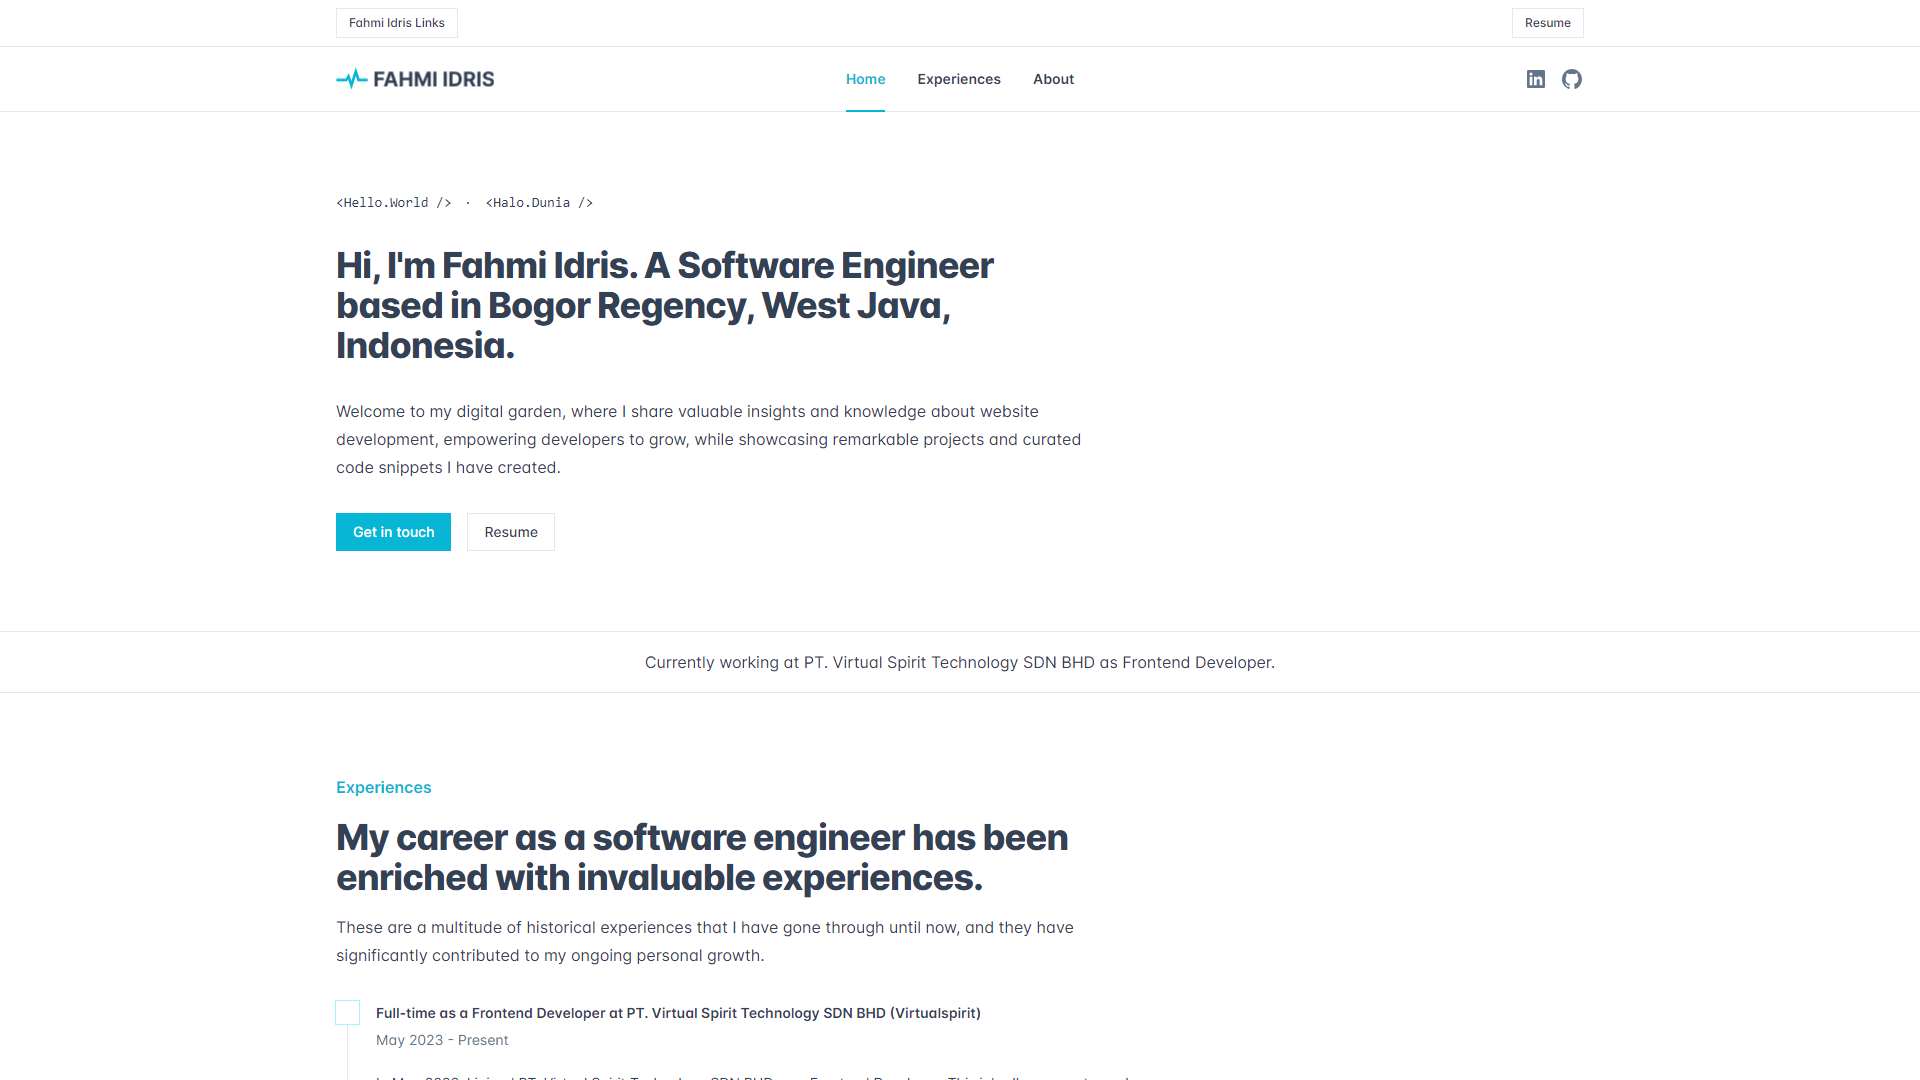 Fahmi Idris Links
Resume
FAHMI IDRIS
Home
Experiences
About
<Hello.World /> · <Halo.Dunia />
Hi, I'm Fahmi Idris. A Software Engineer
based in Bogor Regency, West Java,
Indonesia.
Welcome to my digital garden, where I share valuable insights and knowledge about website
development, empowering developers to grow, while showcasing remarkable projects and curated
code snippets I have created.
Get in touch
Resume
Currently working at PT. Virtual Spirit Technology SDN BHD as Frontend Developer.
Experiences
My career as a software engineer has been
enriched with invaluable experiences.
These are a multitude of historical experiences that I have gone through until now, and they have
significantly contributed to my ongoing personal growth.
Full-time as a Frontend Developer at PT. Virtual Spirit Technology SDN BHD (Virtualspirit)
May 2023 - Present